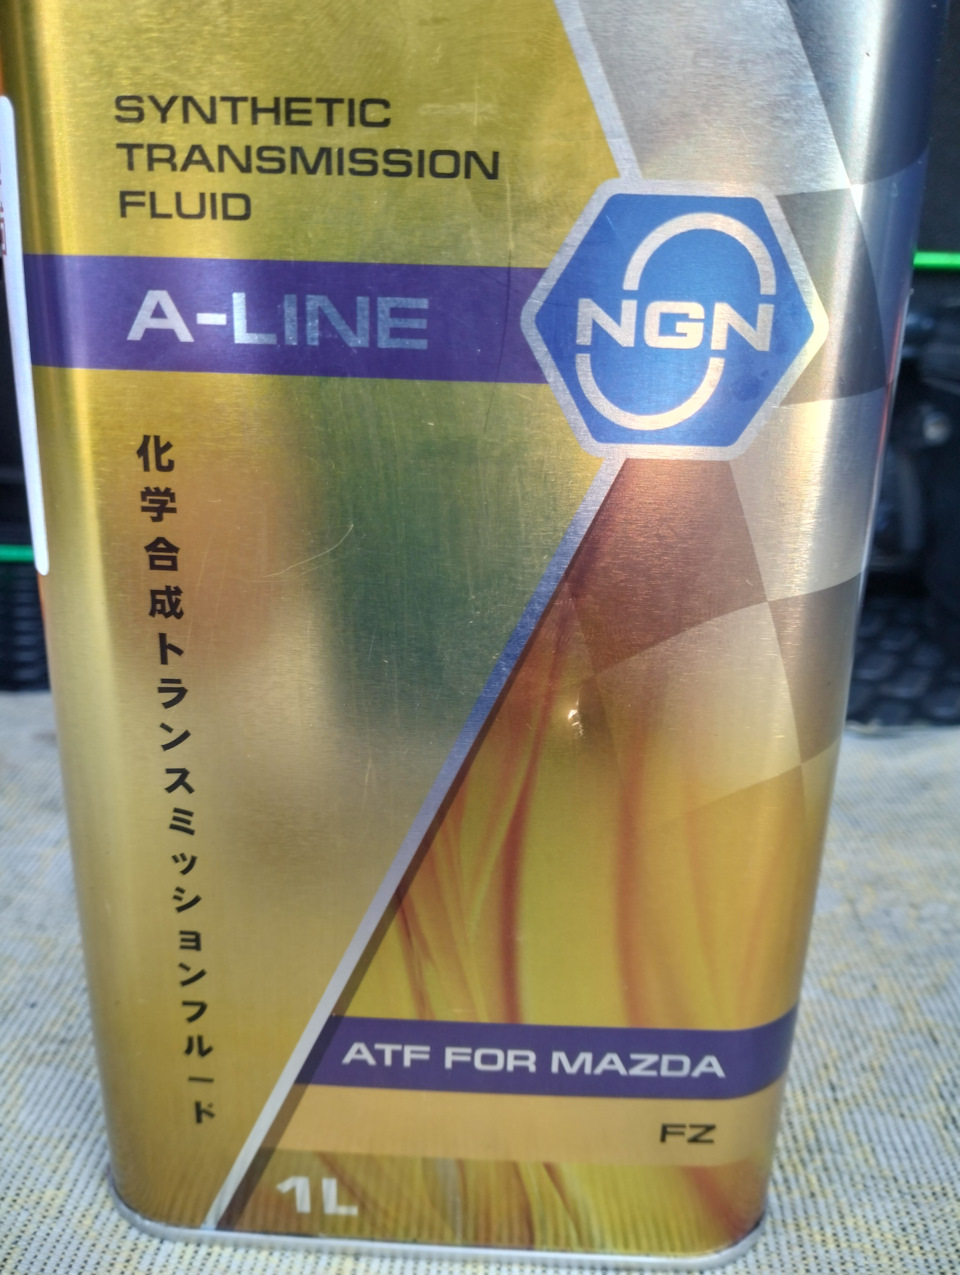 SYNTHETIC
TRANSMISSION
FLUID
A-LINE
NGN
化学合成トランスミッションフルード
ATF FOR MAZDA
FZ
1L